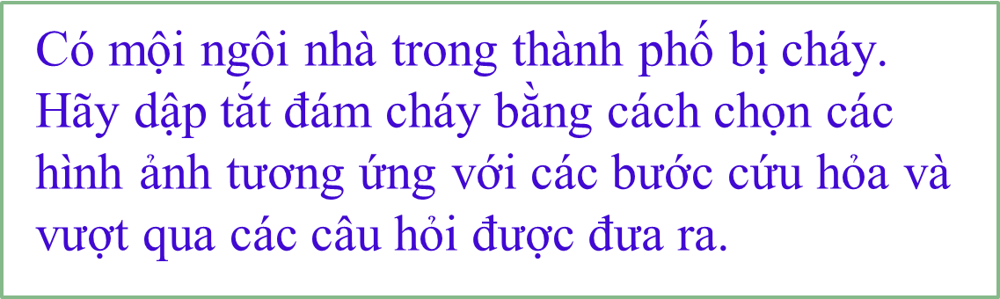 Có mội ngôi nhà trong thành phố bị cháy.
Hãy dập tắt đám cháy bằng cách chọn các
hình ảnh tương ứng với các bước cứu hỏa và
vượt qua các câu hỏi được đưa ra.